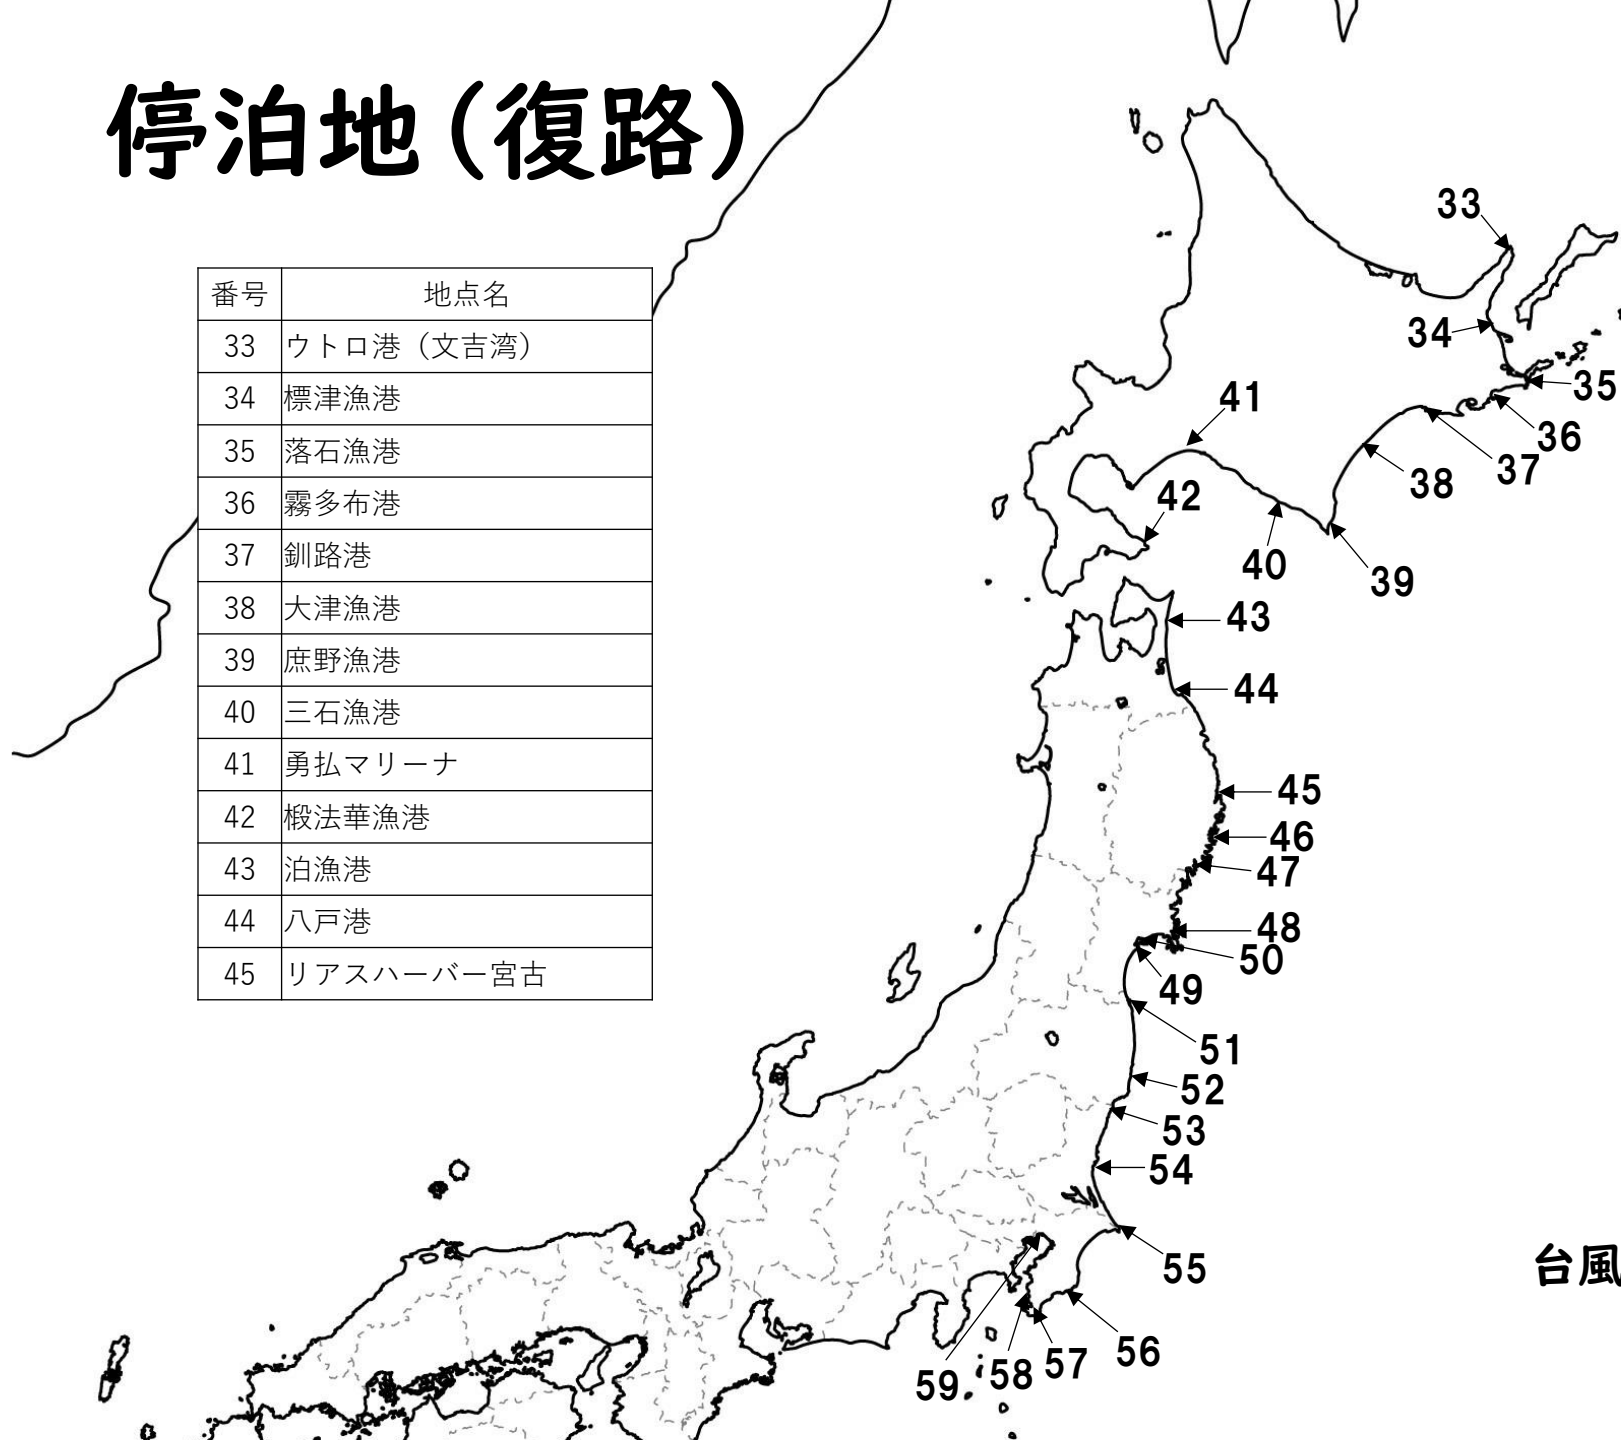 停泊地(復路)
番号 地点名
33 ウトロ港（文吉湾）
34 標津漁港
35 落石漁港
36 霧多布港
37 釧路港
38 大津漁港
39 庶野漁港
40 三石漁港
41 勇払マリーナ
42 椴法華漁港
43 泊漁港
44 八戸港
45 リアスハーバー宮古
33
34
35
36
37
38
39
40
41
42
43
44
45
46
47
48
50
49
51
52
53
54
55
56
57
58
59
台風